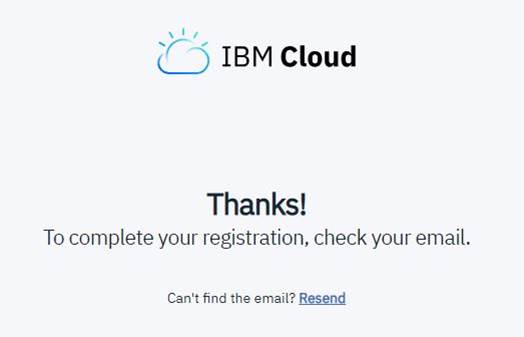 IBM Cloud
Thanks!
To complete your registration, check your email.
Can't find the email? Resend